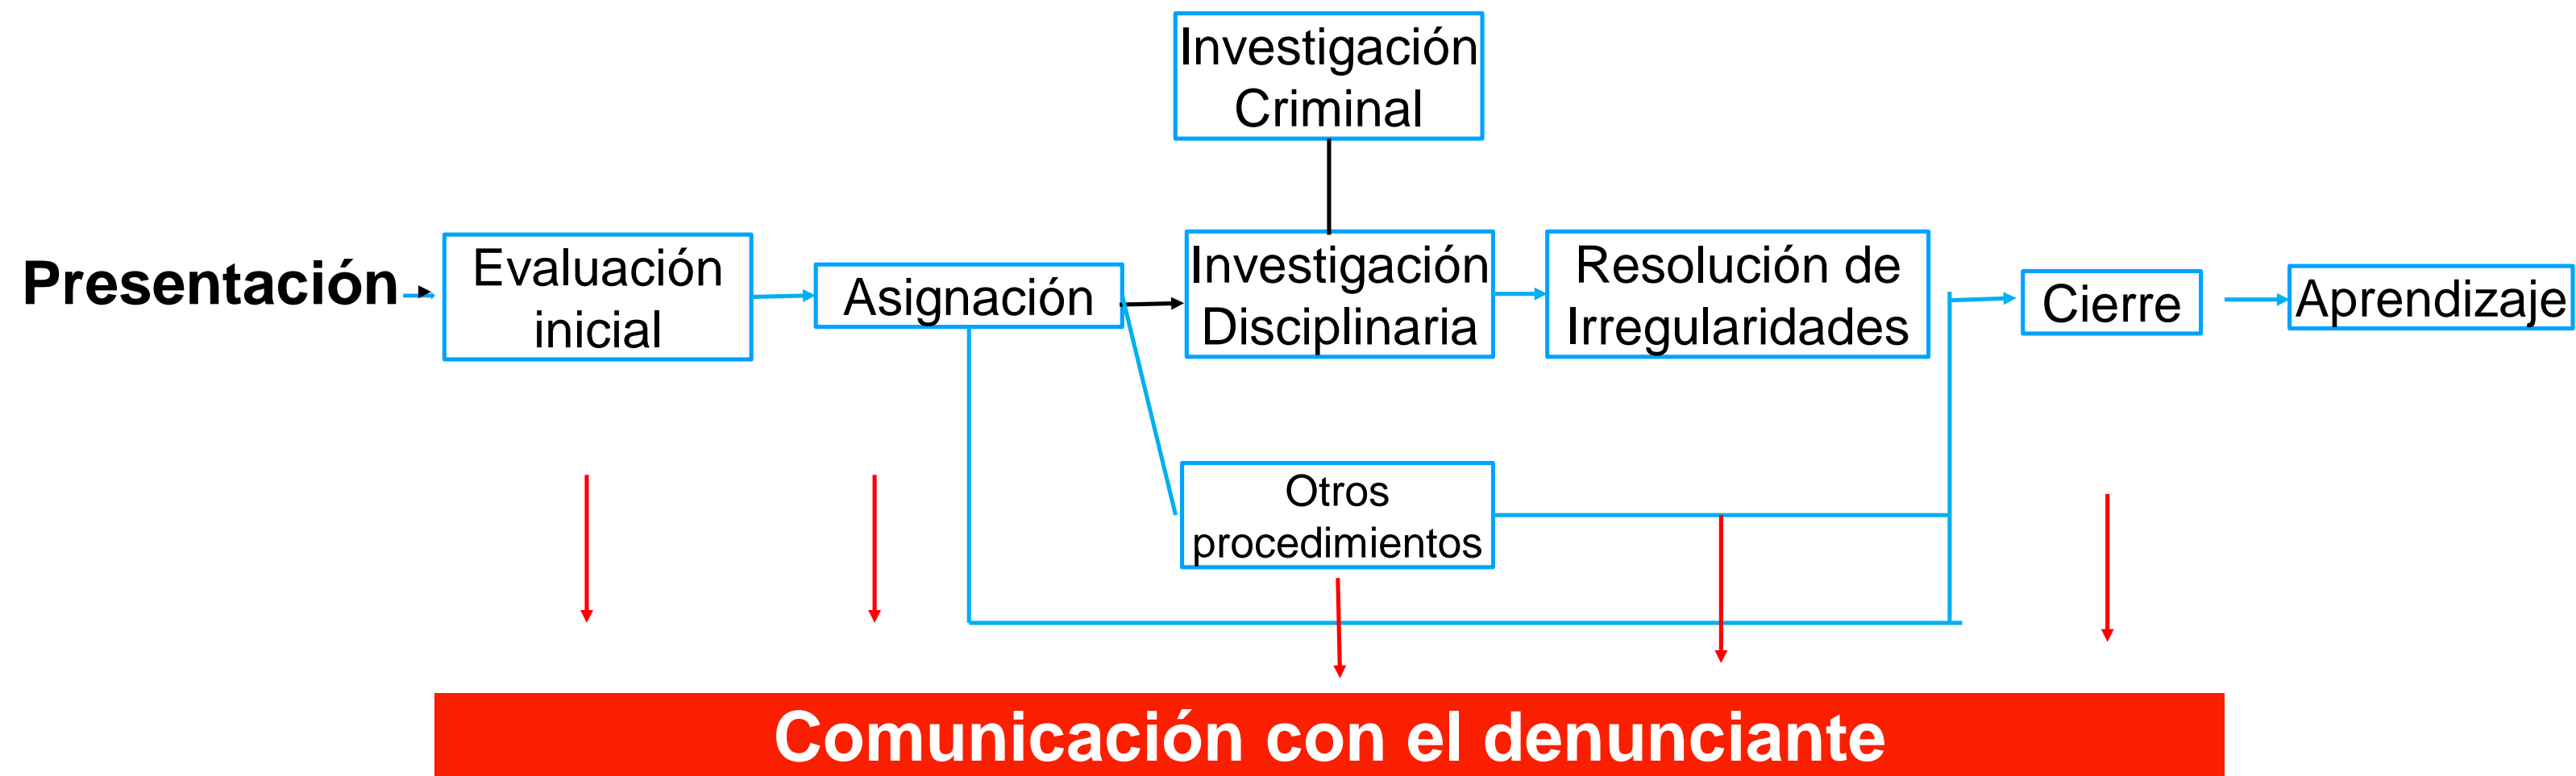 Investigación
Criminal
Presentación
Evaluación
inicial
Asignación
Investigación
Disciplinaria
Resolución de
Irregularidades
Cierre
Aprendizaje
Otros
procedimientos
Comunicación con el denunciante